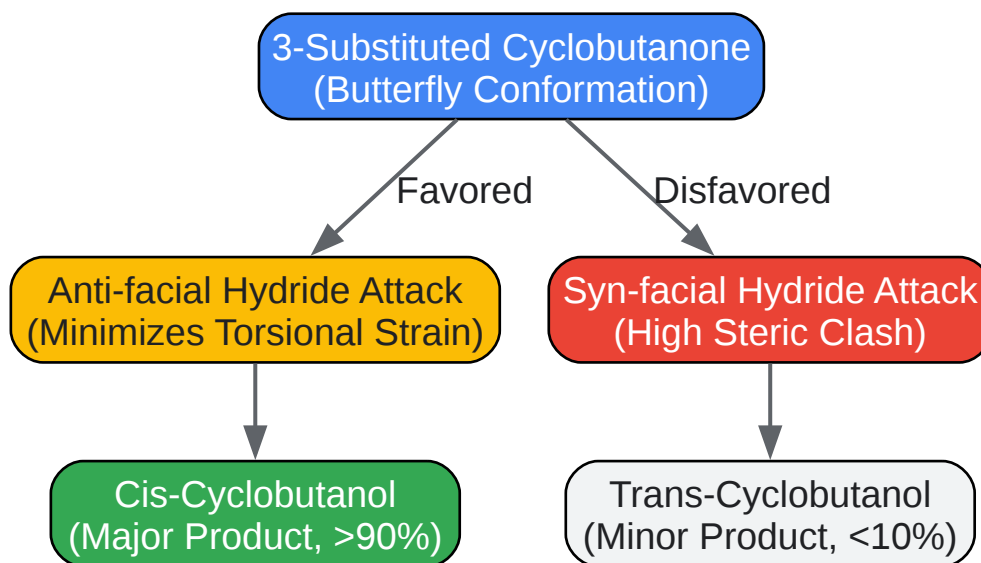 3-Substituted Cyclobutanone
(Butterfly Conformation)
Favored
Disfavored
Anti-facial Hydride Attack
(Minimizes Torsional Strain)
Syn-facial Hydride Attack
(High Steric Clash)
Cis-Cyclobutanol
(Major Product, >90%)
Trans-Cyclobutanol
(Minor Product, <10%)